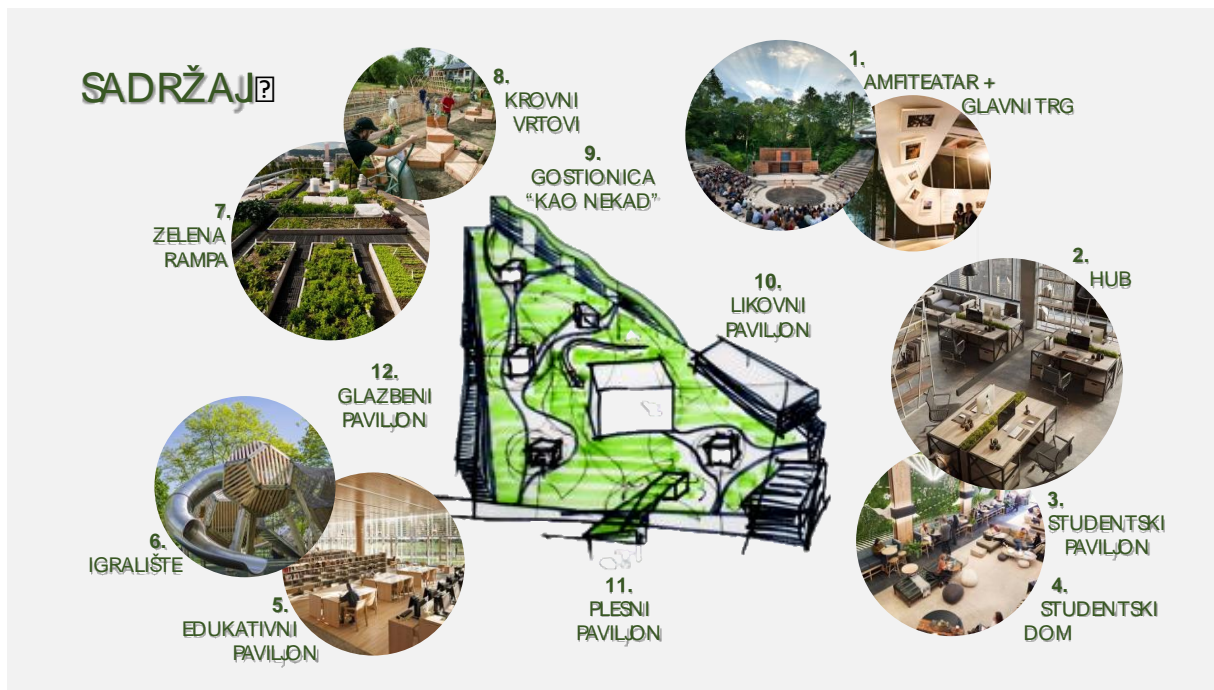 SADRŽAJ
1.
AMFITEATAR +
GLAVNI TRG
2.
HUB
3.
STUDENTSKI
PAVILJON
4.
STUDENTSKI
DOM
5.
EDUKATIVNI
PAVILJON
6.
IGRALIŠTE
7.
ZELENA
RAMPA
8.
KROVNI
VRTOVI
9.
GOSTIONICA
“KAO NEKAD”
10.
LIKOVNI
PAVILJON
11.
PLESNI
PAVILJON
12.
GLAZBENI
PAVILJON